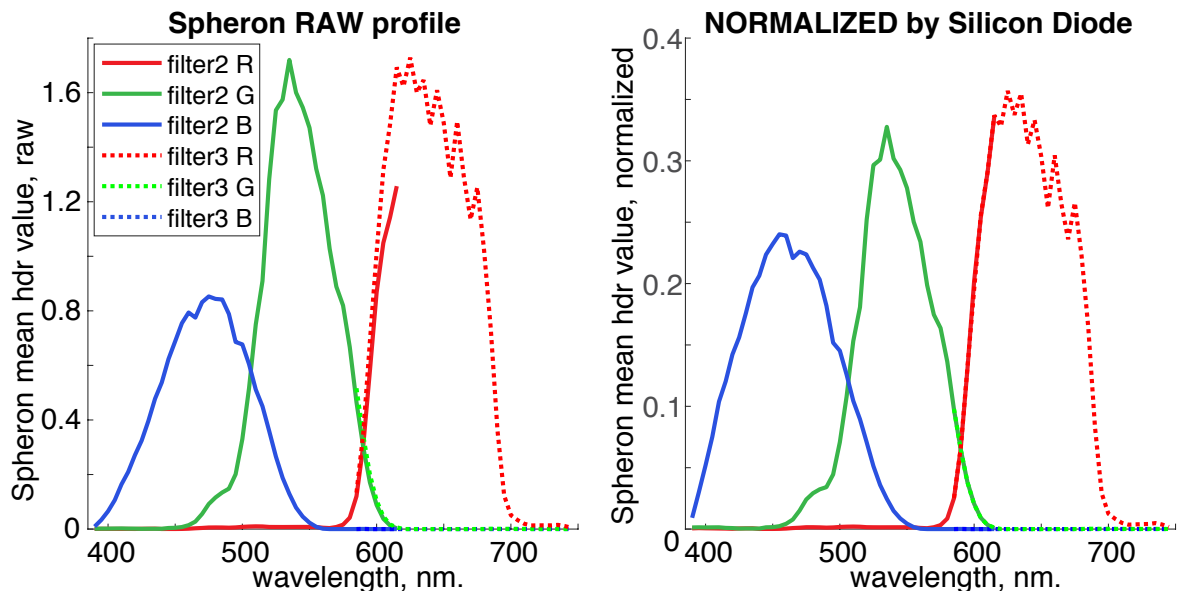 Spheron RAW profile
Spheron mean hdr value, raw
1.6
1.2
0.8
0.4
0
filter2 R
filter2 G
filter2 B
filter3 R
filter3 G
filter3 B
400
500
600
700
wavelength, nm.
NORMALIZED by Silicon Diode
Spheron mean hdr value, normalized
0.4
0.3
0.2
0.1
0
400
500
600
700
wavelength, nm.